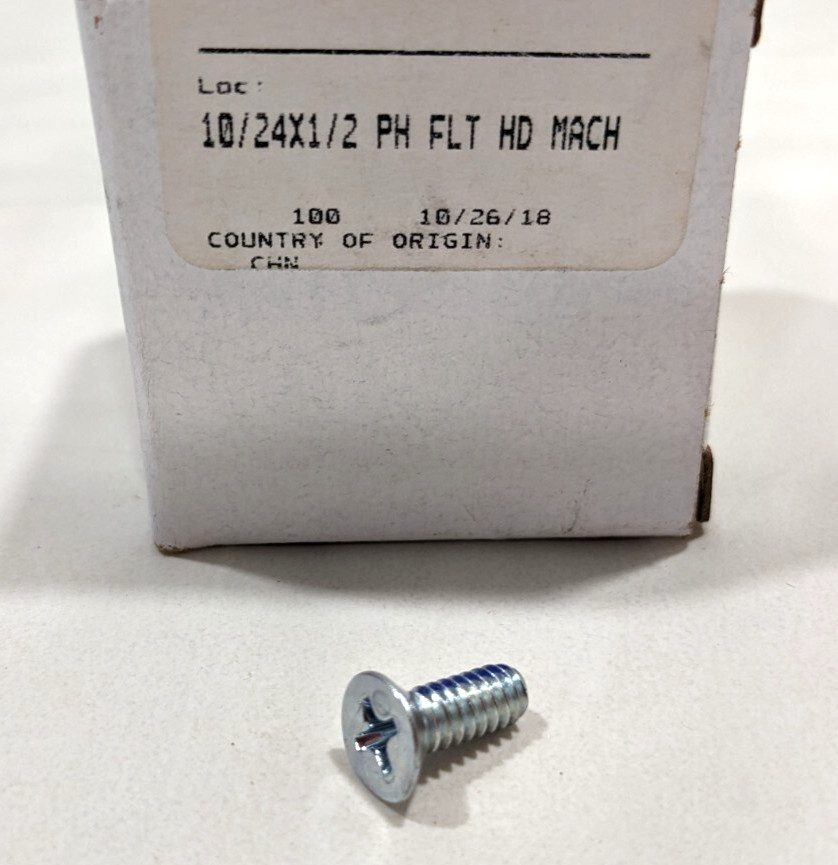 Loc:
10/24X1/2 PH FLT HD MACH
100 10/26/18
COUNTRY OF ORIGIN:
CHN